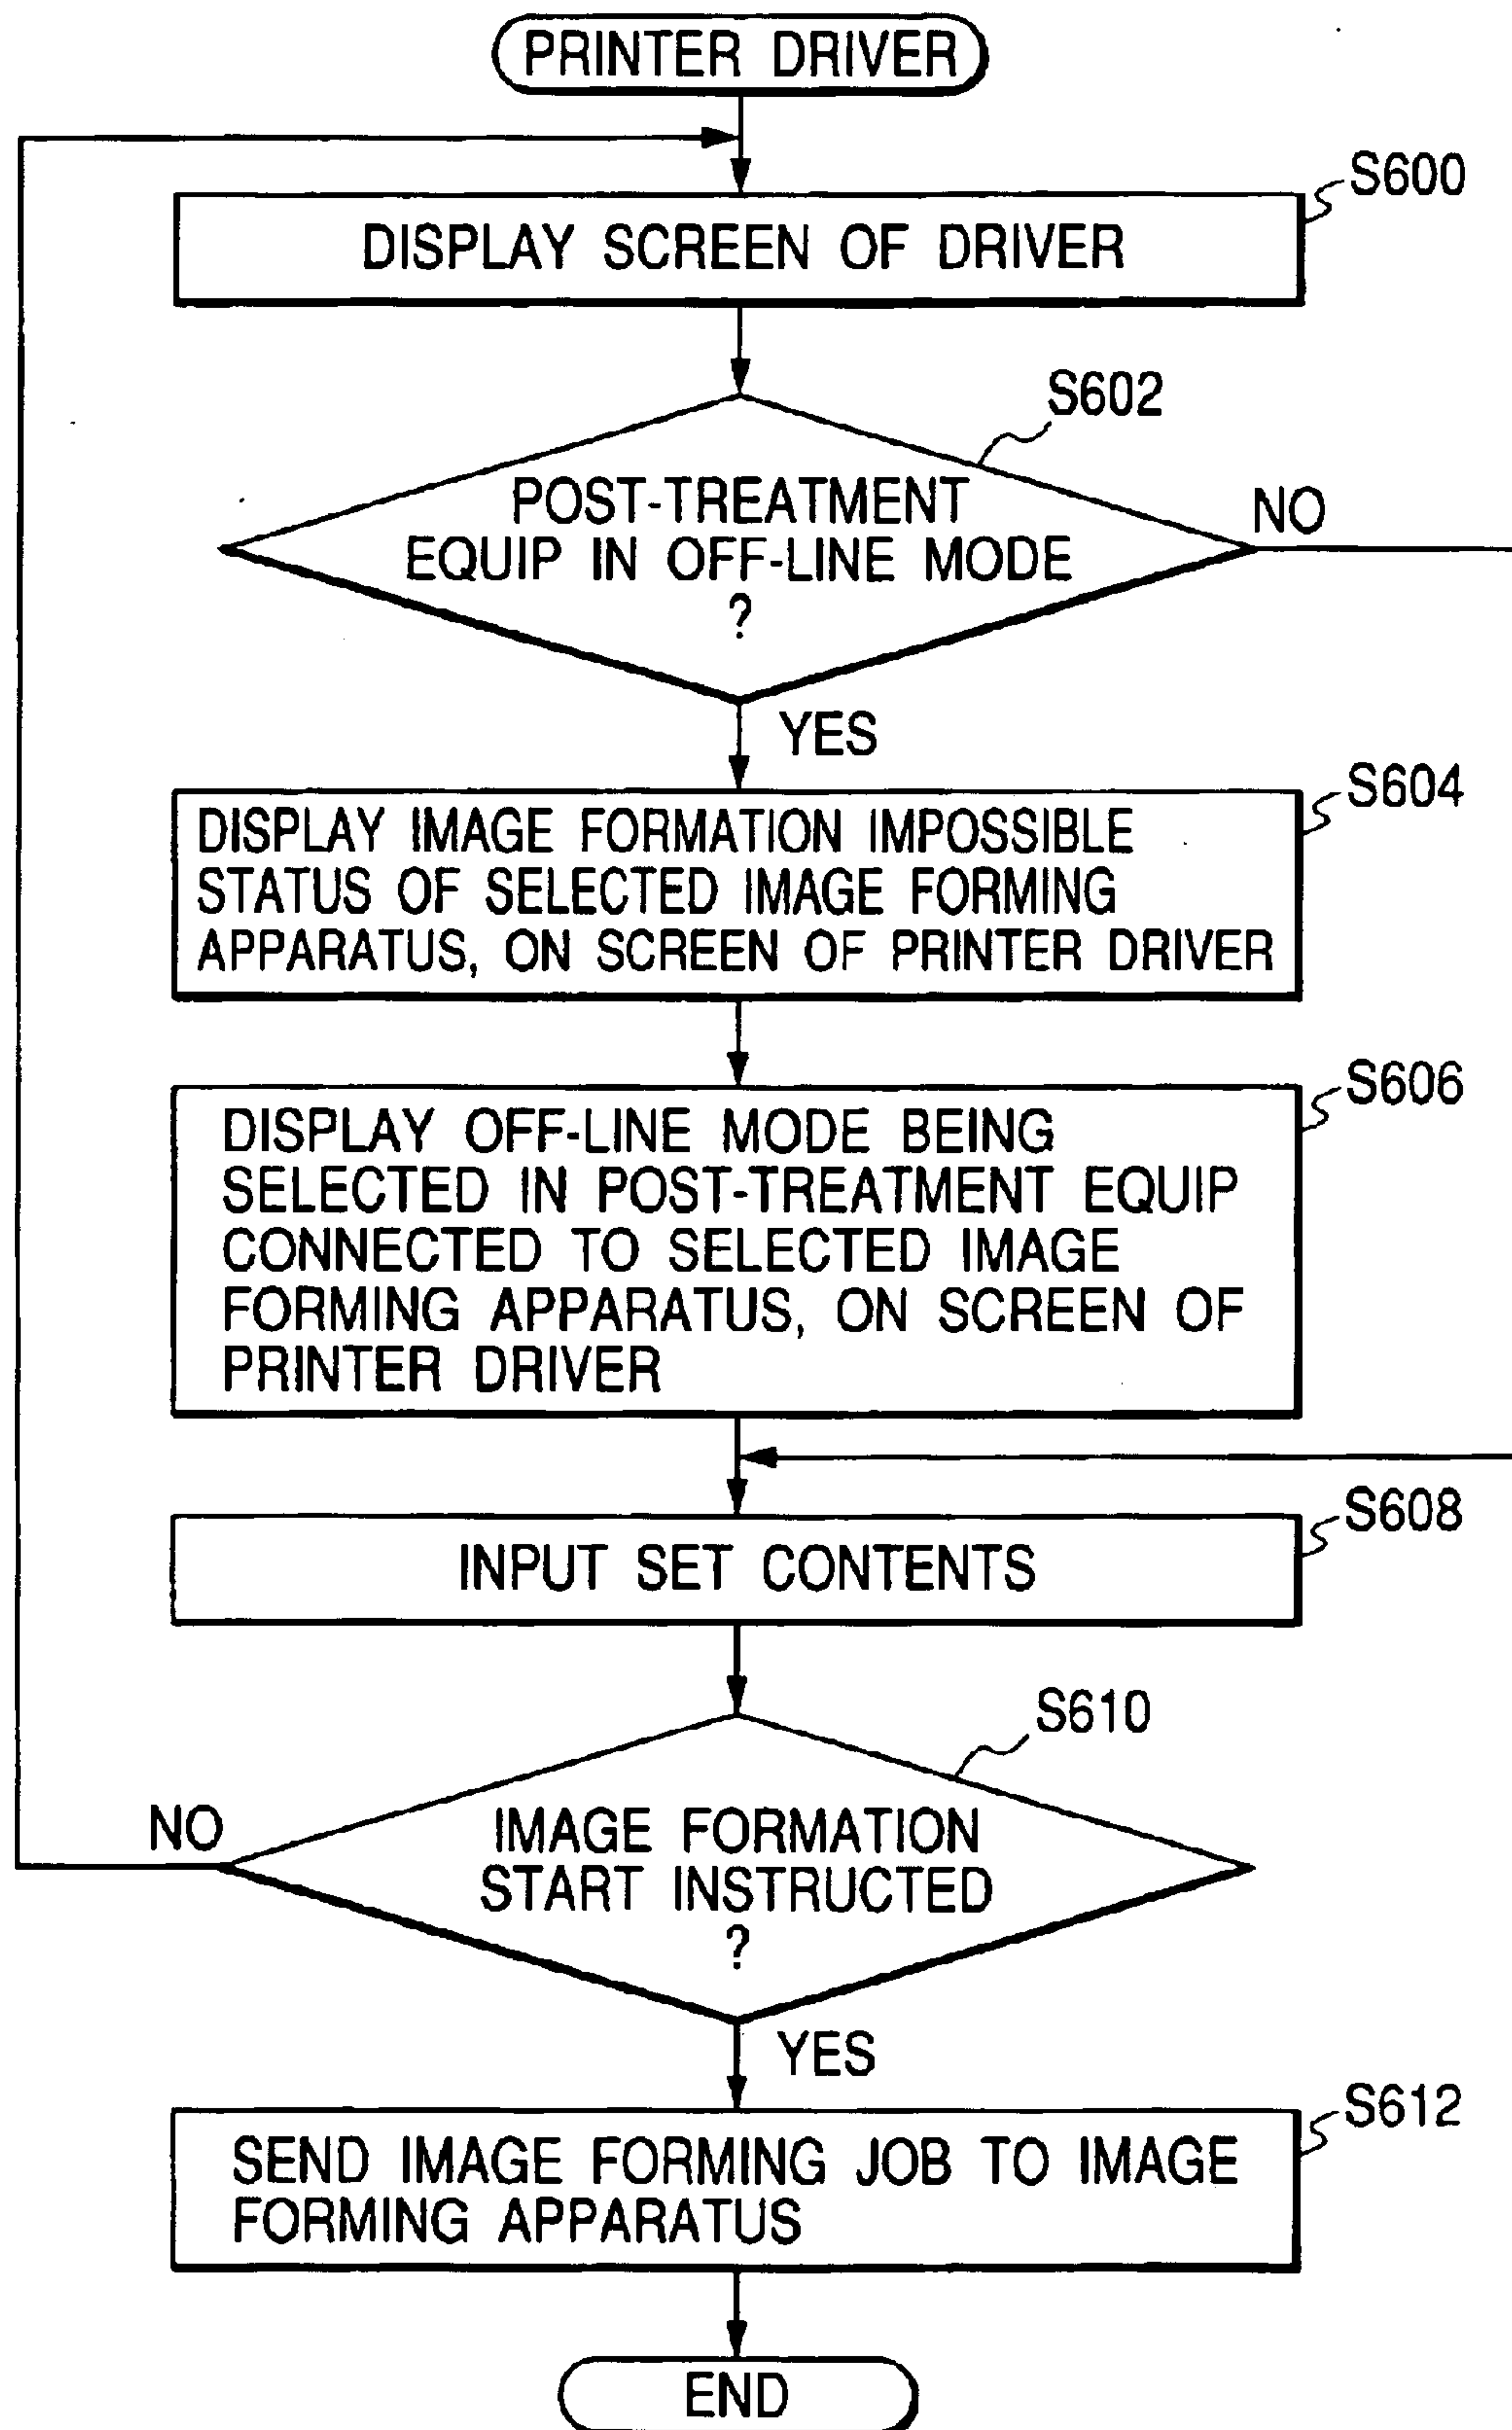 PRINTER DRIVER
S600
DISPLAY SCREEN OF DRIVER
S602
POST-TREATMENT
EQUIP IN OFF-LINE MODE
?
NO
YES
S604
DISPLAY IMAGE FORMATION IMPOSSIBLE
STATUS OF SELECTED IMAGE FORMING
APPARATUS, ON SCREEN OF PRINTER DRIVER
S606
DISPLAY OFF-LINE MODE BEING
SELECTED IN POST-TREATMENT EQUIP
CONNECTED TO SELECTED IMAGE
FORMING APPARATUS, ON SCREEN OF
PRINTER DRIVER
S608
INPUT SET CONTENTS
S610
NO
IMAGE FORMATION
START INSTRUCTED
?
YES
S612
SEND IMAGE FORMING JOB TO IMAGE
FORMING APPARATUS
END